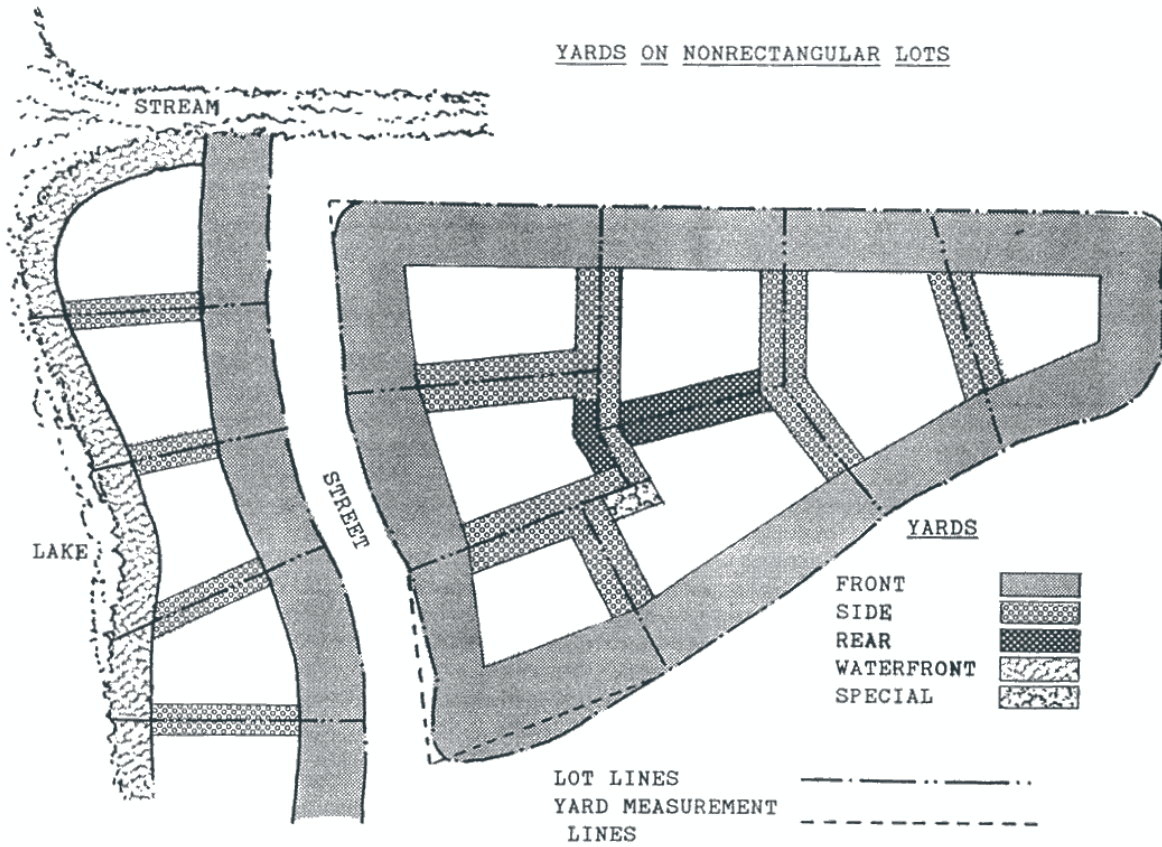 YARDS ON NONRECTANGULAR LOTS
STREAM
STREET
LAKE
YARDS
FRONT
SIDE
REAR
WATERFRONT
SPECIAL
LOT LINES
YARD MEASUREMENT
LINES